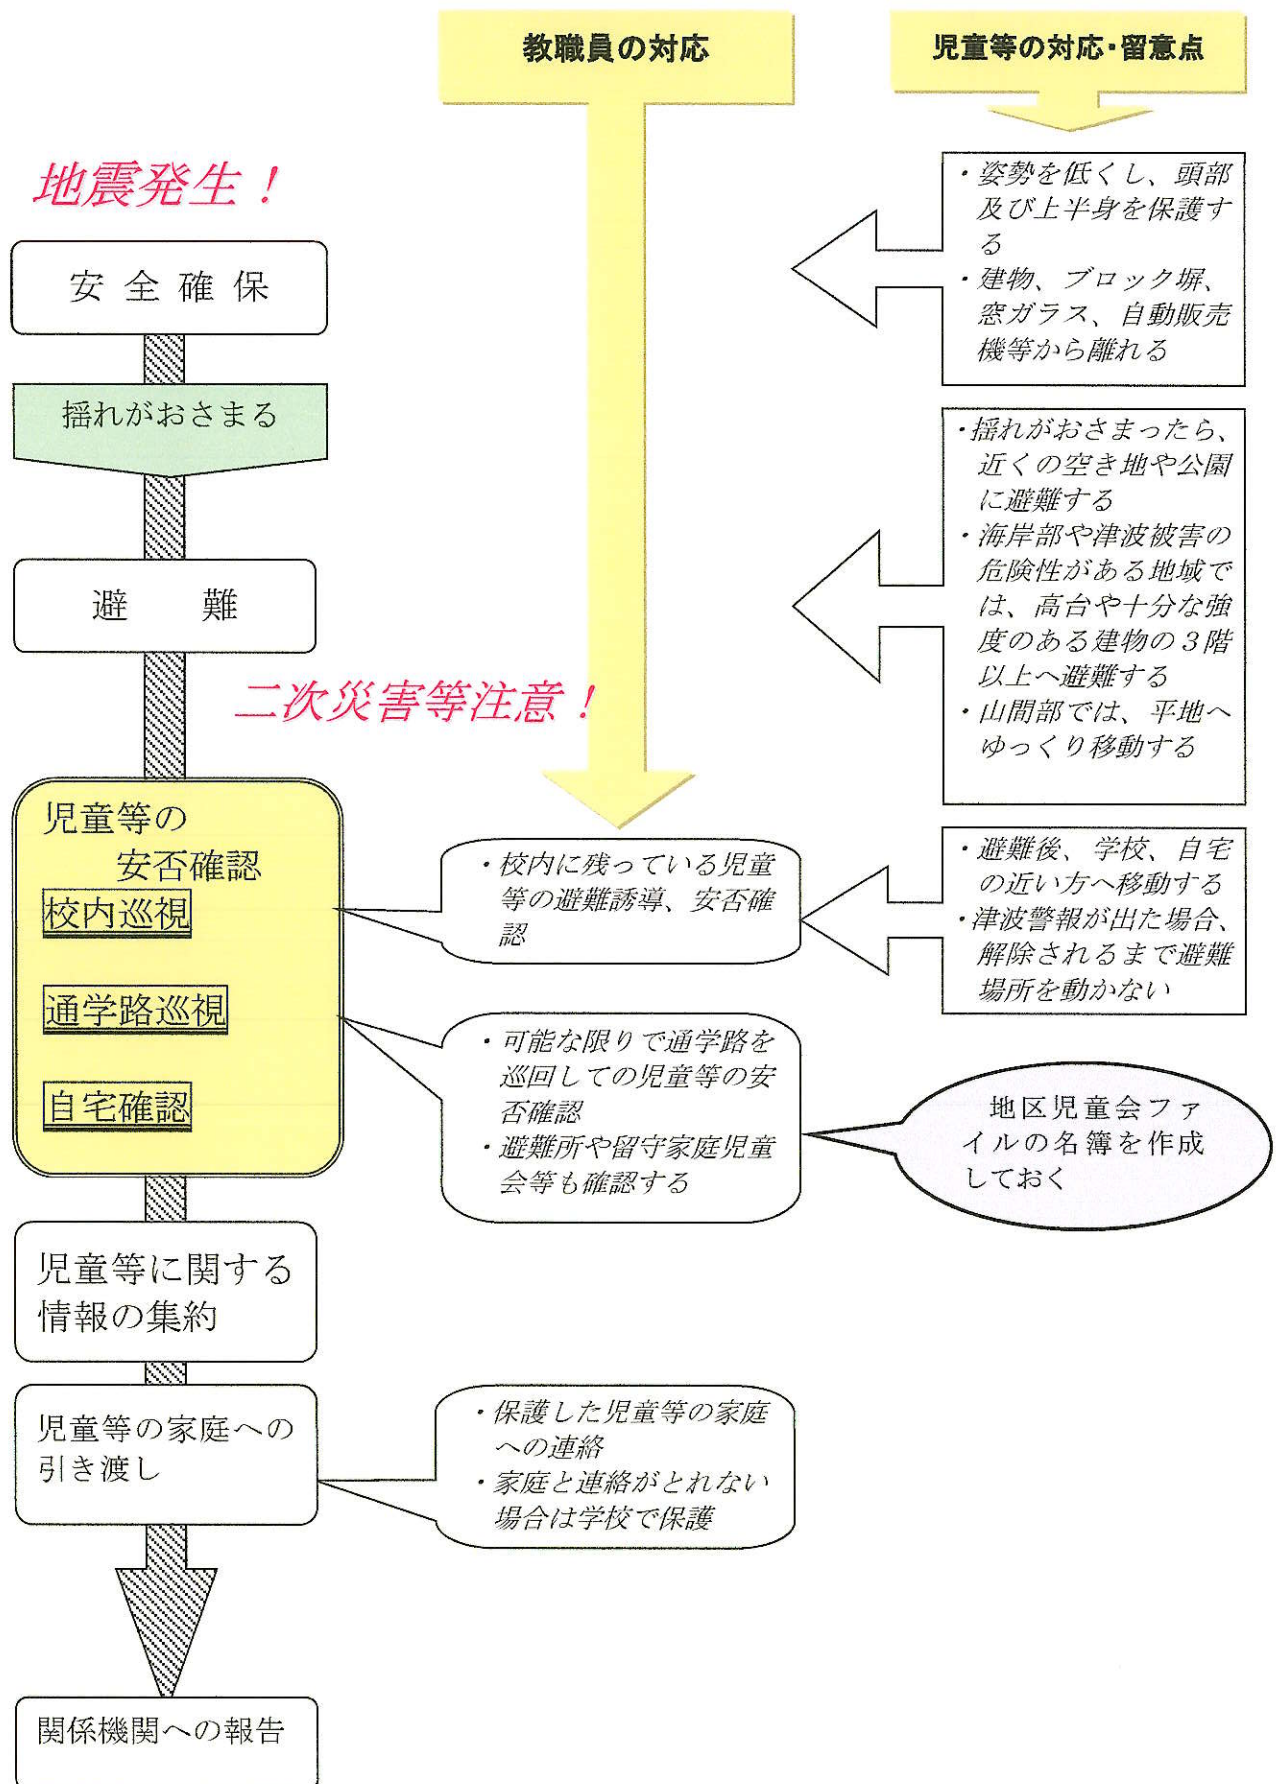 教職員の対応
児童等の対応・留意点
地震発生！
安全確保
揺れがおさまる
避　難
二次災害等注意！
児童等の
安否確認
校内巡視
通学路巡視
自宅確認
児童等に関する
情報の集約
児童等の家庭への
引き渡し
関係機関への報告
・校内に残っている児童
等の避難誘導、安否確
認
・可能な限りで通学路を
巡回しての児童等の安
否確認
・避難所や留守家庭児童
会等も確認する
・保護した児童等の家庭
への連絡
・家庭と連絡がとれない
場合は学校で保護
・姿勢を低くし、頭部
及び上半身を保護す
る
・建物、ブロック塀、
窓ガラス、自動販売
機等から離れる
・揺れがおさまったら、
近くの空き地や公園
に避難する
・海岸部や津波被害の
危険性がある地域で
は、高台や十分な強
度のある建物の３階
以上へ避難する
・山間部では、平地へ
ゆっくり移動する
・避難後、学校、自宅
の近い方へ移動する
・津波警報が出た場合、
解除されるまで避難
場所を動かない
地区児童会ファ
イルの名簿を作成
しておく